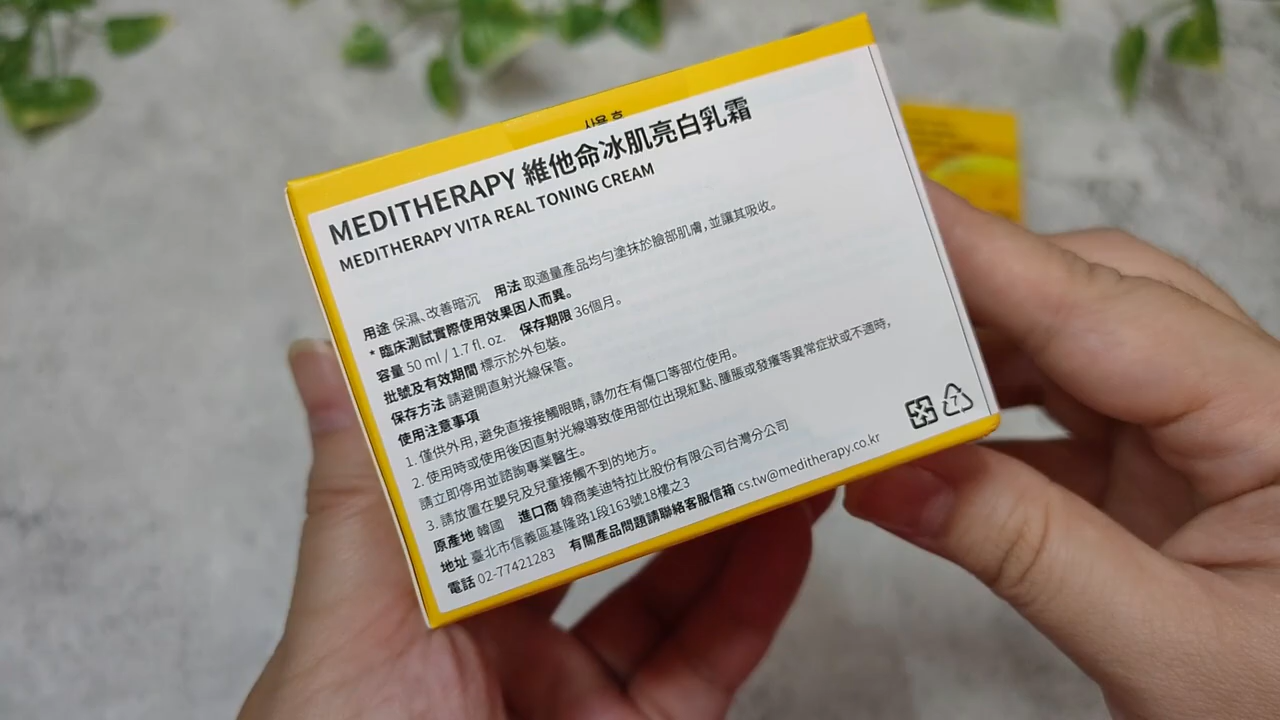 사용 후
MEDITHERAPY 維他命冰肌亮白乳霜
MEDITHERAPY VITA REAL TONING CREAM
用途 保濕、改善暗沉 用法 取適量產品均勻塗抹於臉部肌膚，並讓其吸收。
* 臨床測試實際使用效果因人而異。
容量 50 ml / 1.7 fl. oz. 保存期限 36個月。
批號及有效期間 標示於外包裝。
保存方法 請避開直射光線保管。
使用注意事項
1. 僅供外用，避免直接接觸眼睛，請勿在有傷口等部位使用。
2. 使用時或使用後因直射光線導致使用部位出現紅點、腫脹或發癢等異常症狀或不適時，
請立即停用並諮詢專業醫生。
3. 請放置在嬰兒及兒童接觸不到的地方。
原產地 韓國 進口商 韓商美迪特拉比股份有限公司台灣分公司
地址 臺北市信義區基隆路1段163號18樓之3
電話 02-77421283 有關產品問題請聯絡客服信箱 cs.tw@meditherapy.co.kr
7